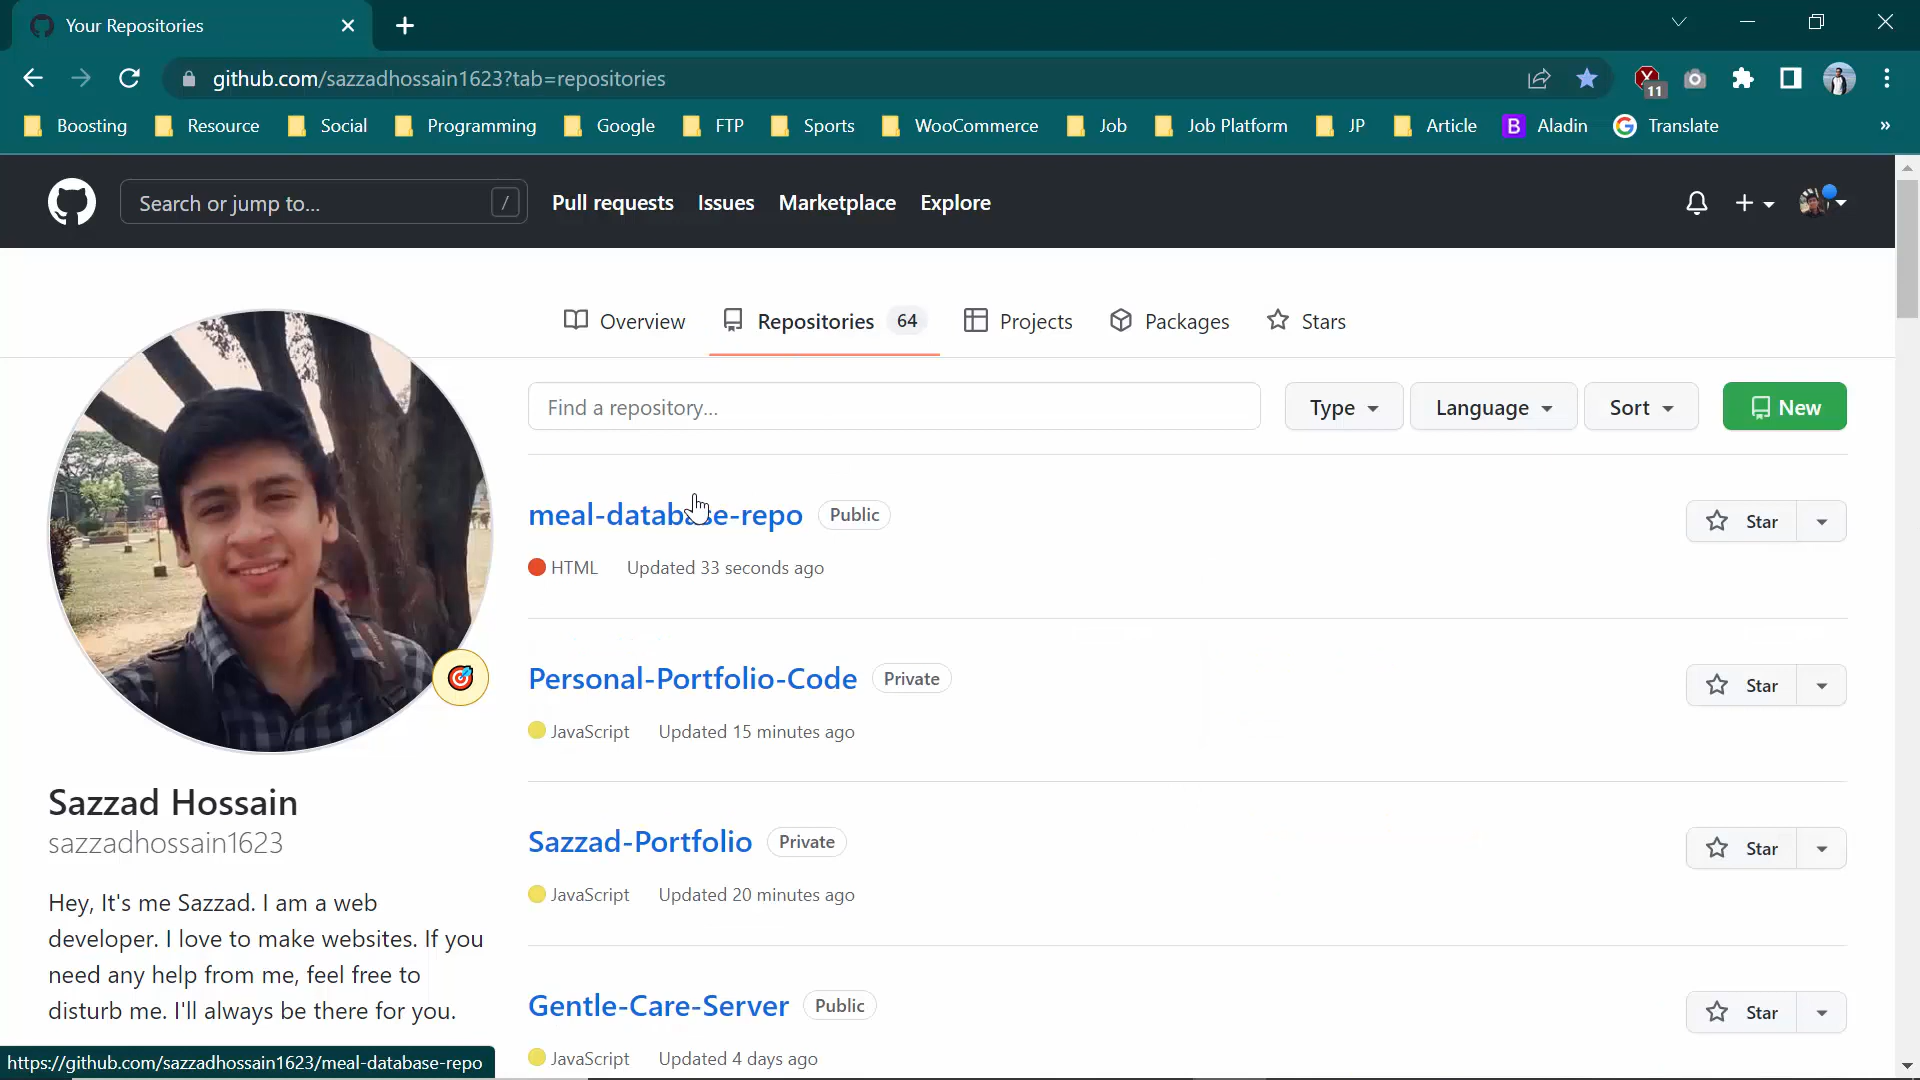 Your Repositories
github.com/sazzadhossain1623?tab=repositories
11
Boosting Resource Social Programming Google FTP Sports WooCommerce Job Job Platform JP Article B Aladin G Translate »
Search or jump to... / Pull requests Issues Marketplace Explore
Overview Repositories 64 Projects Packages Stars
Find a repository... Type Language Sort New
meal-database-repo Public Star
HTML Updated 33 seconds ago
Personal-Portfolio-Code Private Star
JavaScript Updated 15 minutes ago
Sazzad Hossain
sazzadhossain1623
Sazzad-Portfolio Private Star
JavaScript Updated 20 minutes ago
Hey, It's me Sazzad. I am a web
developer. I love to make websites. If you
need any help from me, feel free to
disturb me. I'll always be there for you.
Gentle-Care-Server Public Star
JavaScript Updated 4 days ago
https://github.com/sazzadhossain1623/meal-database-repo